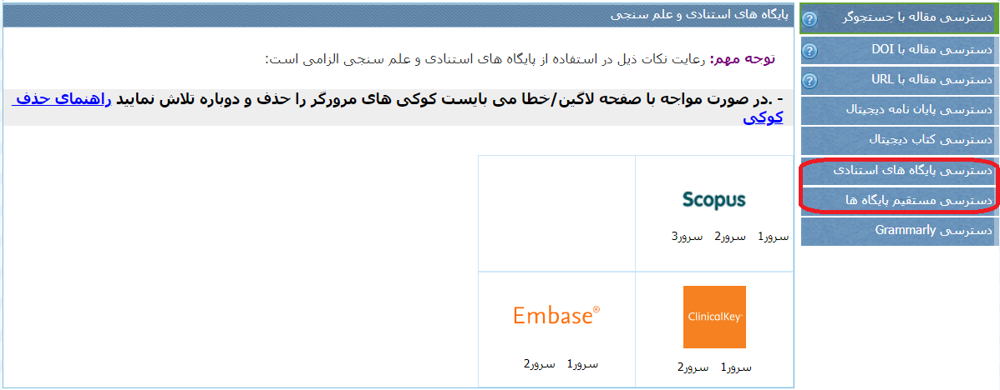 دسترسی مقاله با جستجوگر
دسترسی مقاله با DOI
دسترسی مقاله با URL
دسترسی پایان نامه دیجیتال
دسترسی کتاب دیجیتال
دسترسی پایگاه های استنادی
دسترسی مستقیم پایگاه ها
دسترسی Grammarly
پایگاه های استنادی و علم سنجی
توجه مهم: رعایت نکات ذیل در استفاده از پایگاه های استنادی و علم سنجی الزامی است:
- .در صورت مواجه با صفحه لاگین/خطا می بایست کوکی های مرورگر را حذف و دوباره تلاش نمایید راهنمای حذف
کوکی
Scopus
سرور1 سرور2 سرور3
ClinicalKey
سرور1 سرور2
Embase®
سرور1 سرور2